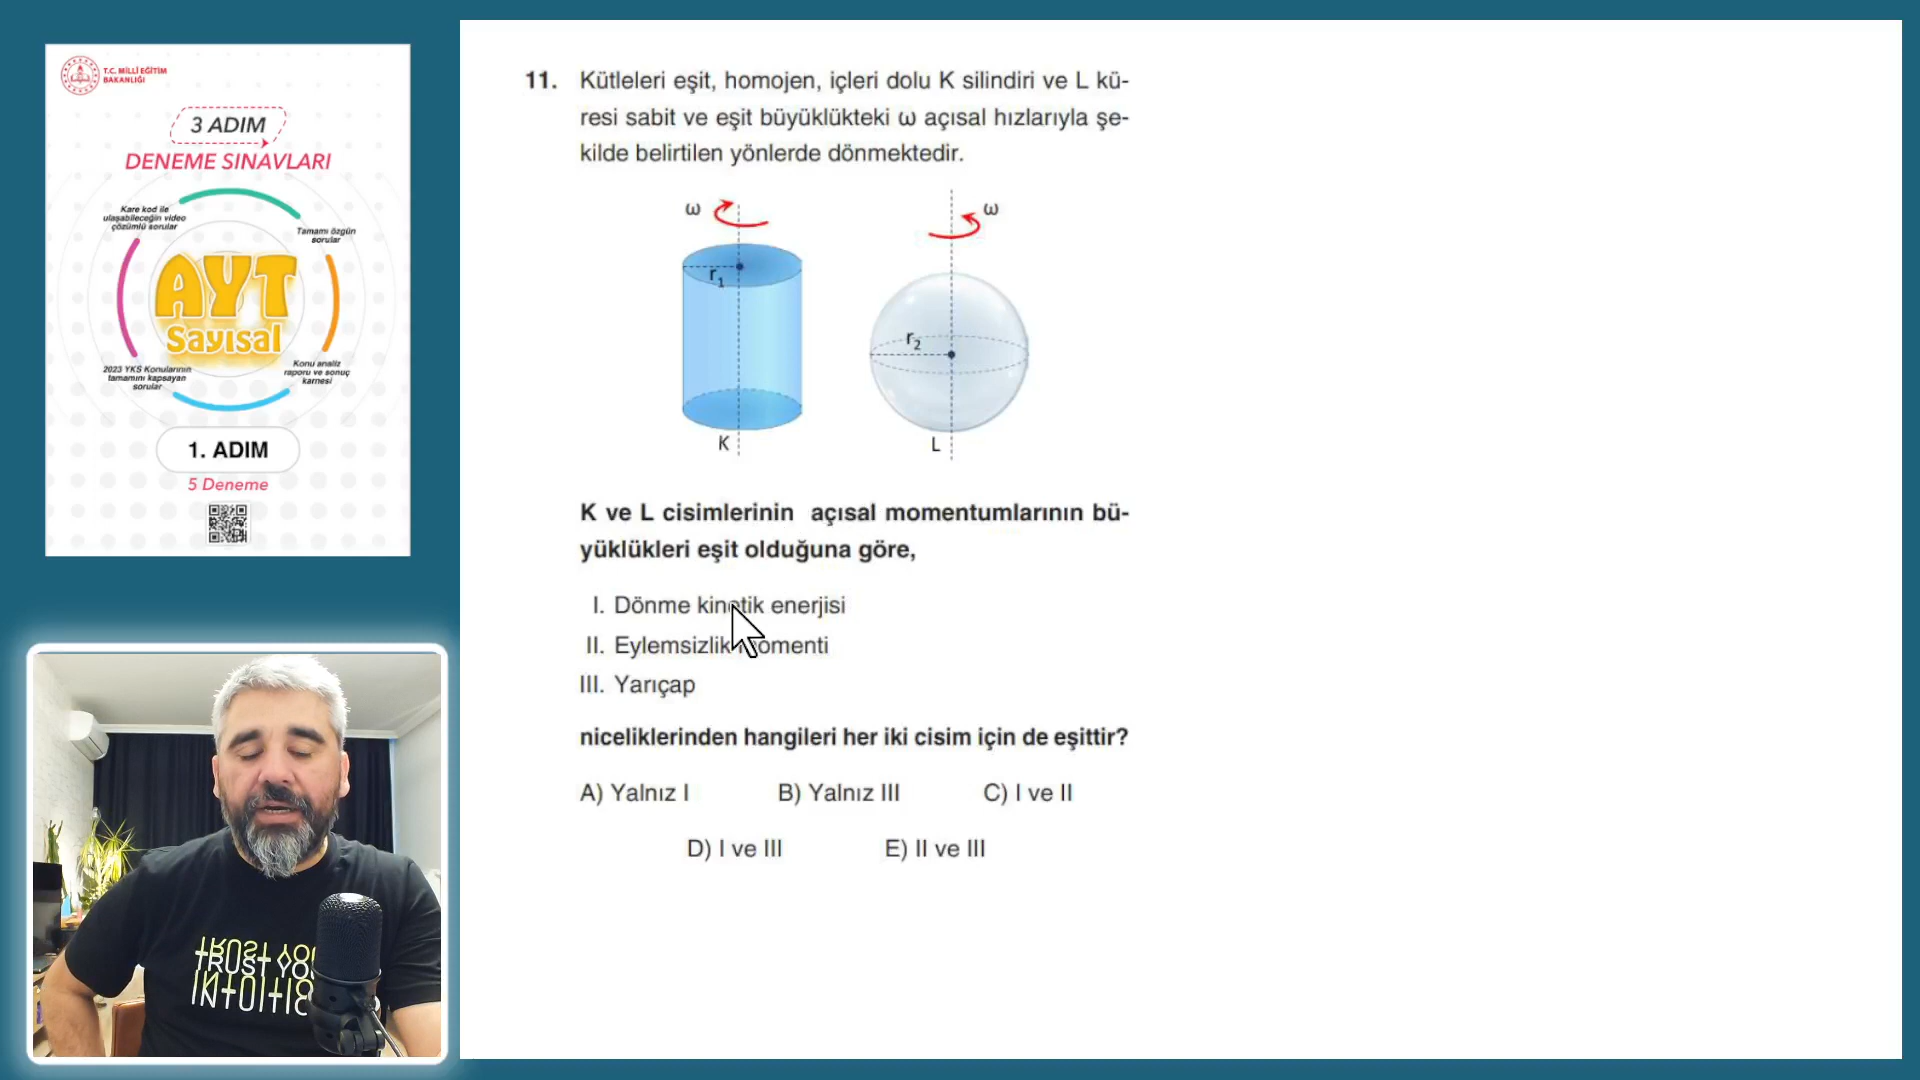 T.C. MİLLİ EĞİTİM
BAKANLIĞI
3 ADIM
DENEME SINAVLARI
Kare kod ile
ulaşabileceğin video
çözümlü sorular
Tamamı özgün
sorular
AYT
Sayısal
2023 YKS Konularının
tamamını kapsayan
sorular
Konu analiz
raporu ve sonuç
karnesi
1. ADIM
5 Deneme
11. Kütleleri eşit, homojen, içleri dolu K silindiri ve L kü-
resi sabit ve eşit büyüklükteki ω açısal hızlarıyla şe-
kilde belirtilen yönlerde dönmektedir.
ω
ω
r1
r2
K
L
K ve L cisimlerinin açısal momentumlarının bü-
yüklükleri eşit olduğuna göre,
I. Dönme kinetik enerjisi
II. Eylemsizlik momenti
III. Yarıçap
niceliklerinden hangileri her iki cisim için de eşittir?
A) Yalnız I B) Yalnız III C) I ve II
D) I ve III E) II ve III
TRUST YO